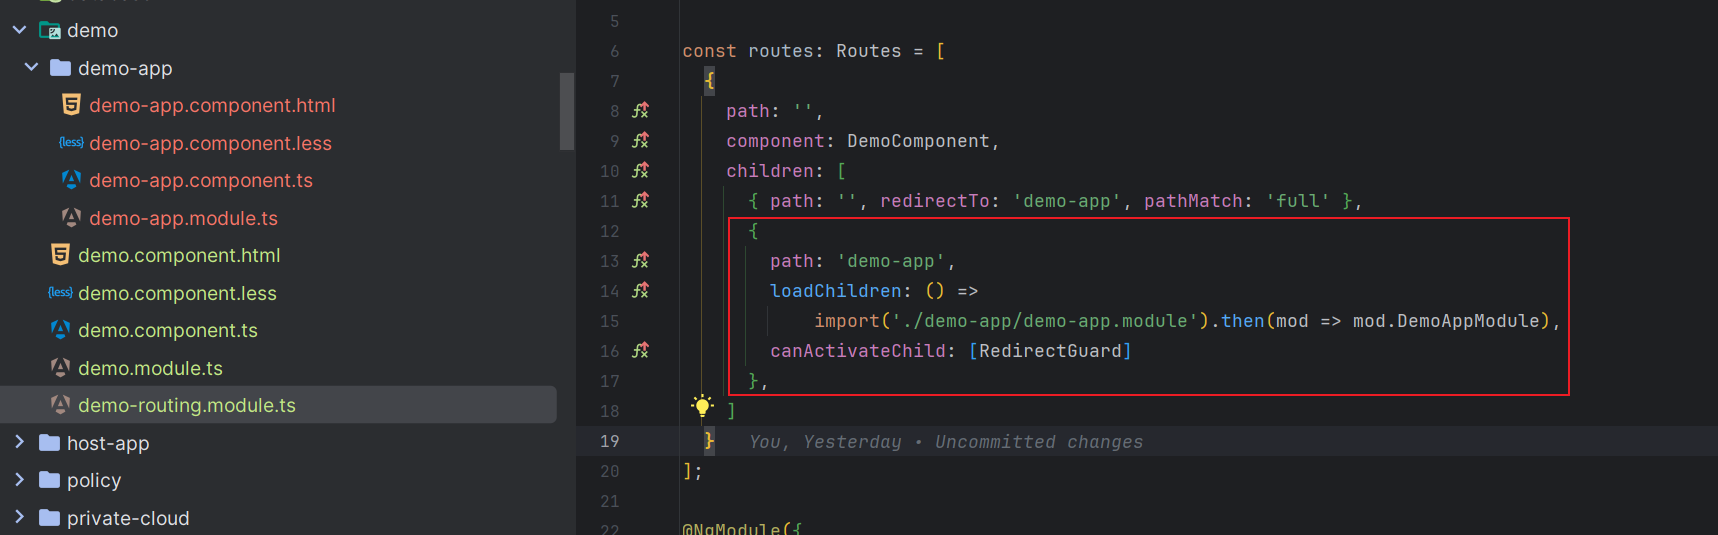 demo
demo-app
demo-app.component.html
{less} demo-app.component.less
demo-app.component.ts
demo-app.module.ts
demo.component.html
{less} demo.component.less
demo.component.ts
demo.module.ts
demo-routing.module.ts
host-app
policy
private-cloud
5
6 const routes: Routes = [
7 {
8 path: '',
9 component: DemoComponent,
10 children: [
11 { path: '', redirectTo: 'demo-app', pathMatch: 'full' },
12 {
13 path: 'demo-app',
14 loadChildren: () =>
15 import('./demo-app/demo-app.module').then(mod => mod.DemoAppModule),
16 canActivateChild: [RedirectGuard]
17 },
18 ]
19 } You, Yesterday • Uncommitted changes
20 ];
21
22 @NgModule({